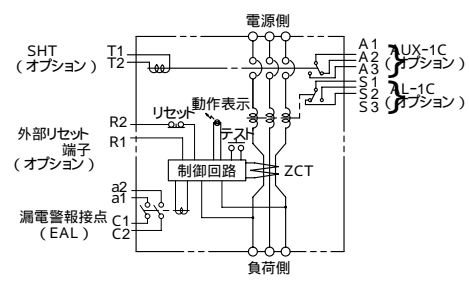 電源側
SHT
(オプション)
T1
T2
A1
A2
A3
AUX-1C
(オプション)
S1
S2
S3
AL-1C
(オプション)
動作表示
リセット
テスト
R2
R1
外部リセット
端子
(オプション)
制御回路
ZCT
a2
a1
漏電警報接点
(EAL)
C1
C2
負荷側